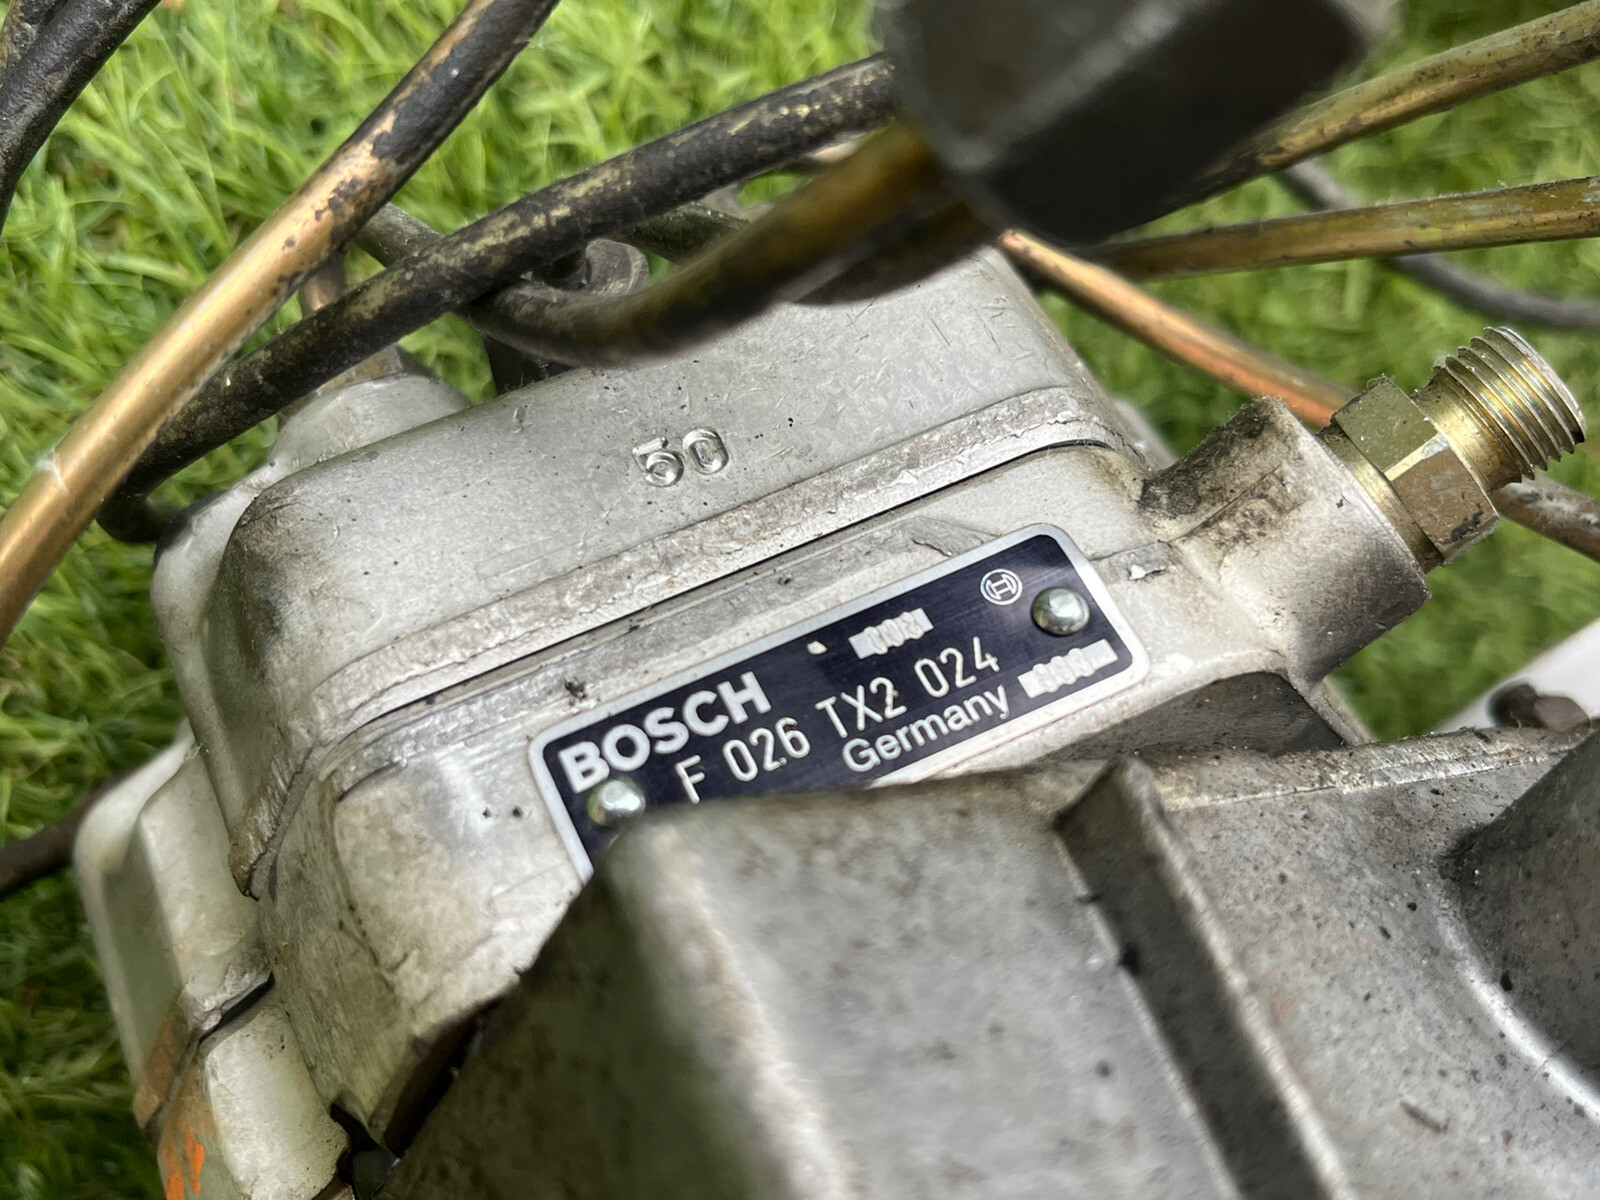 50
BOSCH
F 026 TX2 024
Germany